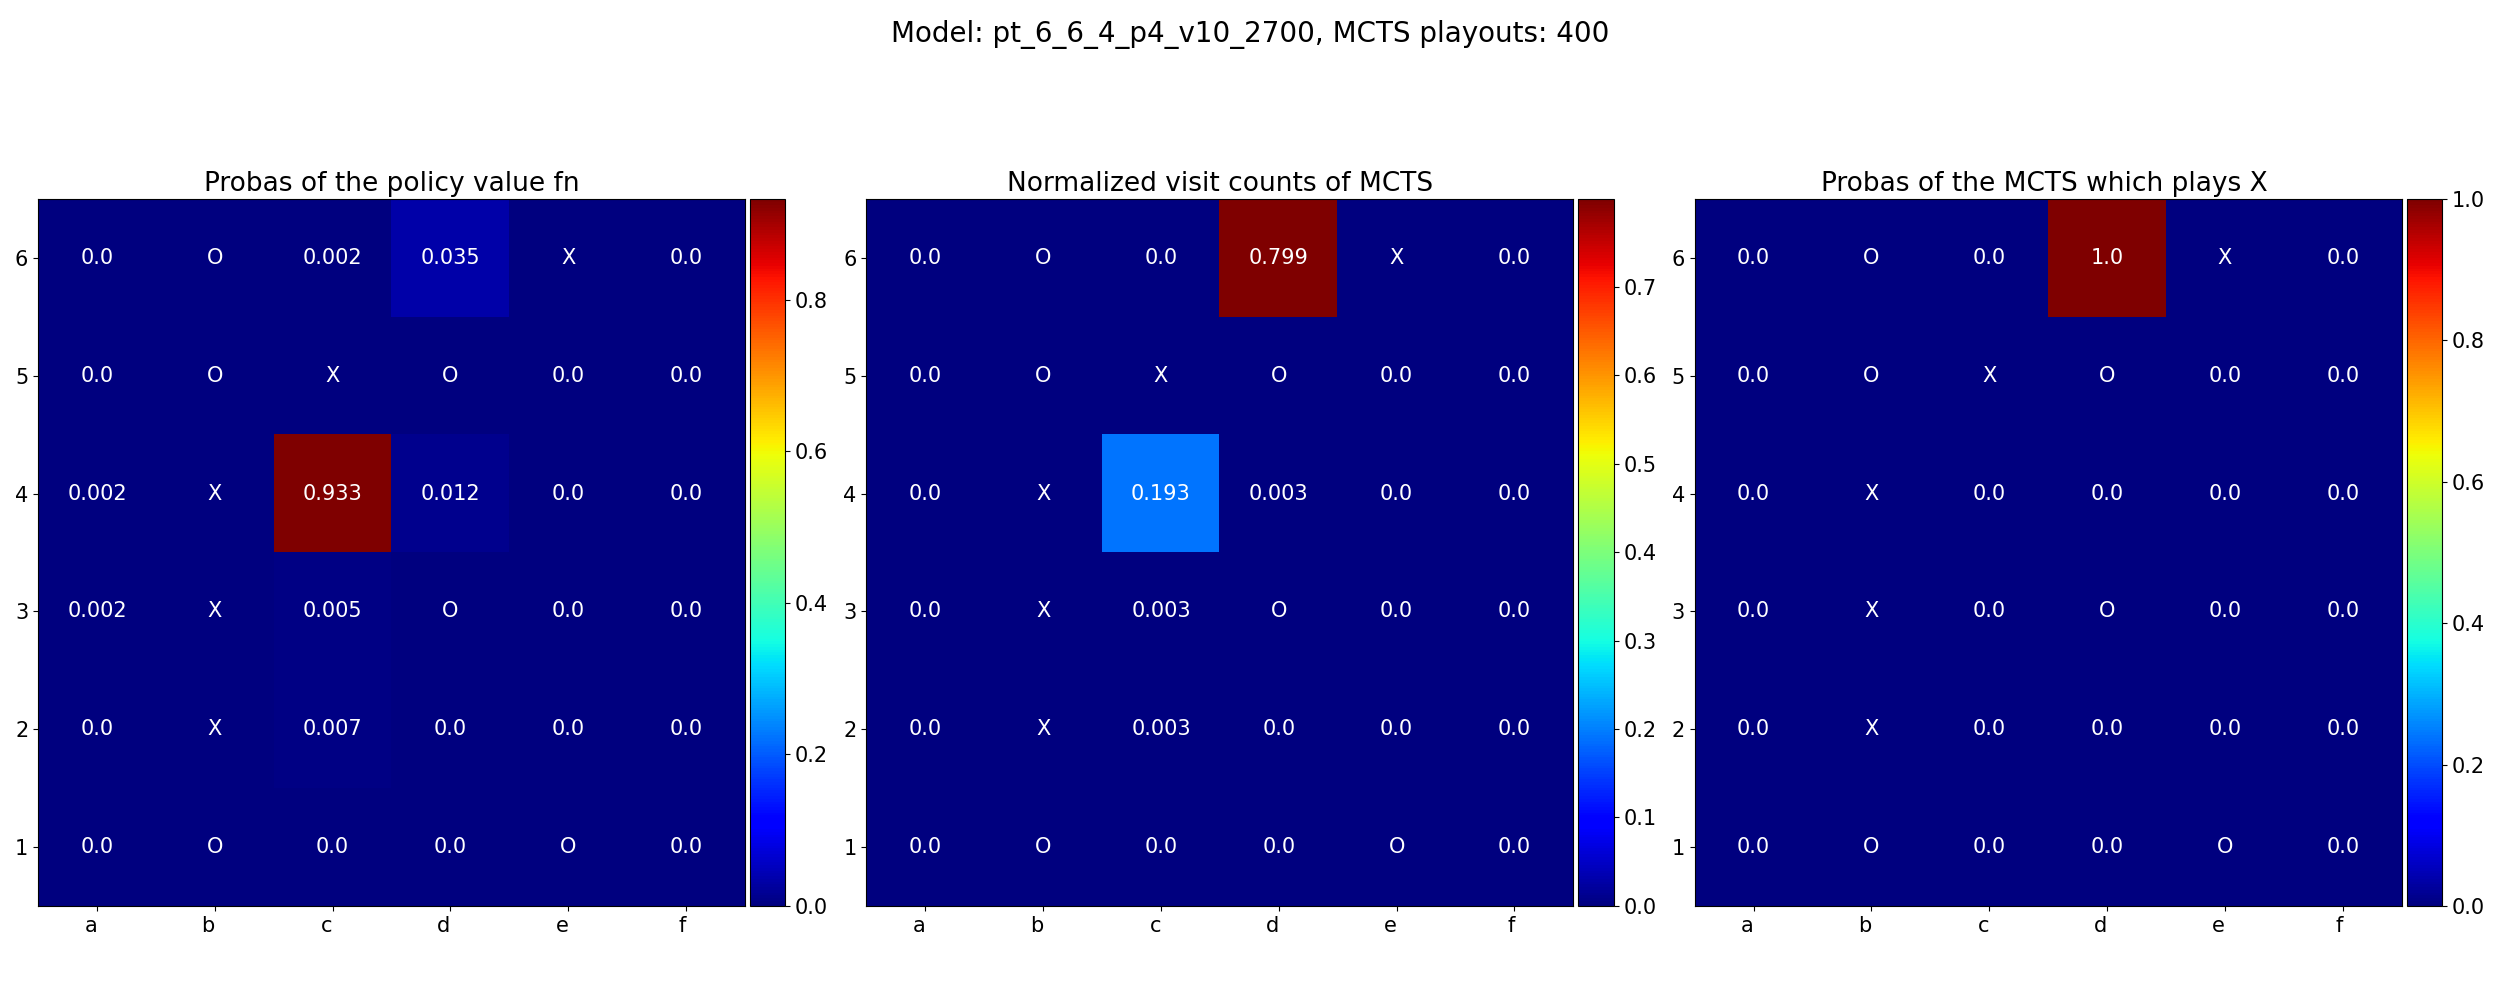 Model: pt_6_6_4_p4_v10_2700, MCTS playouts: 400
Probas of the policy value fn
6 0.0 O 0.002 0.035 X 0.0
5 0.0 O X O 0.0 0.0
4 0.002 X 0.933 0.012 0.0 0.0
3 0.002 X 0.005 O 0.0 0.0
2 0.0 X 0.007 0.0 0.0 0.0
1 0.0 O 0.0 0.0 O 0.0
a b c d e f
0.8
0.6
0.4
0.2
0.0
Normalized visit counts of MCTS
6 0.0 O 0.0 0.799 X 0.0
5 0.0 O X O 0.0 0.0
4 0.0 X 0.193 0.003 0.0 0.0
3 0.0 X 0.003 O 0.0 0.0
2 0.0 X 0.003 0.0 0.0 0.0
1 0.0 O 0.0 0.0 O 0.0
a b c d e f
0.7
0.6
0.5
0.4
0.3
0.2
0.1
0.0
Probas of the MCTS which plays X
6 0.0 O 0.0 1.0 X 0.0
5 0.0 O X O 0.0 0.0
4 0.0 X 0.0 0.0 0.0 0.0
3 0.0 X 0.0 O 0.0 0.0
2 0.0 X 0.0 0.0 0.0 0.0
1 0.0 O 0.0 0.0 O 0.0
a b c d e f
1.0
0.8
0.6
0.4
0.2
0.0